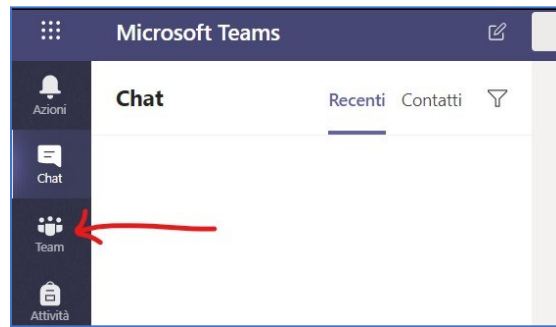 Microsoft Teams
Azioni
Chat
Recenti Contatti
Chat
Team
Attività